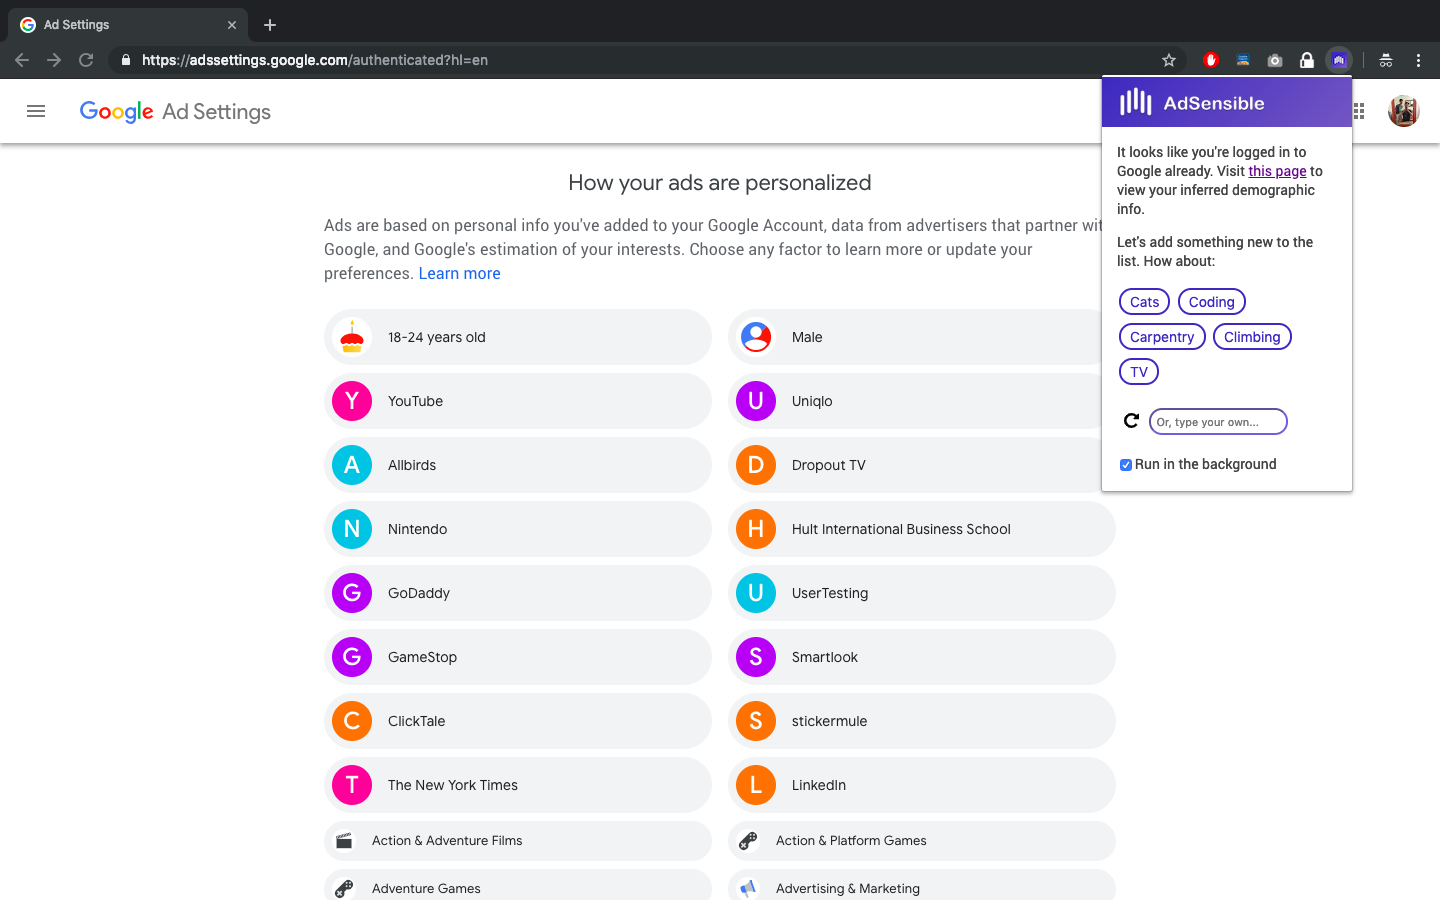 Ad Settings
https://adssettings.google.com/authenticated?hl=en
Google Ad Settings
AdSensible
It looks like you're logged in to
Google already. Visit this page to
view your inferred demographic
info.
Let's add something new to the
list. How about:
Cats Coding
Carpentry Climbing
TV
Or, type your own...
Run in the background
How your ads are personalized
Ads are based on personal info you've added to your Google Account, data from advertisers that partner wit
Google, and Google's estimation of your interests. Choose any factor to learn more or update your
preferences. Learn more
18-24 years old
Male
Y YouTube
U Uniqlo
A Allbirds
D Dropout TV
N Nintendo
H Hult International Business School
G GoDaddy
U UserTesting
G GameStop
S Smartlook
C ClickTale
S stickermule
T The New York Times
L LinkedIn
Action & Adventure Films
Action & Platform Games
Adventure Games
Advertising & Marketing